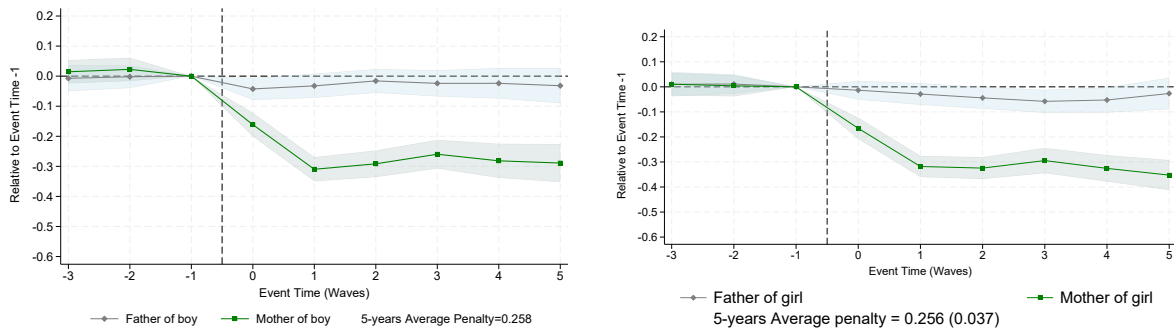 0.2
0.1
0.0
-0.1
-0.2
-0.3
-0.4
-0.5
-0.6
Relative to Event Time -1
-3 -2 -1 0 1 2 3 4 5
Event Time (Waves)
Father of boy Mother of boy 5-years Average Penalty=0.258
0.2
0.1
0.0
-0.1
-0.2
-0.3
-0.4
-0.5
-0.6
Relative to Event Time -1
-3 -2 -1 0 1 2 3 4 5
Event Time (Waves)
Father of girl Mother of girl
5-years Average penalty = 0.256 (0.037)